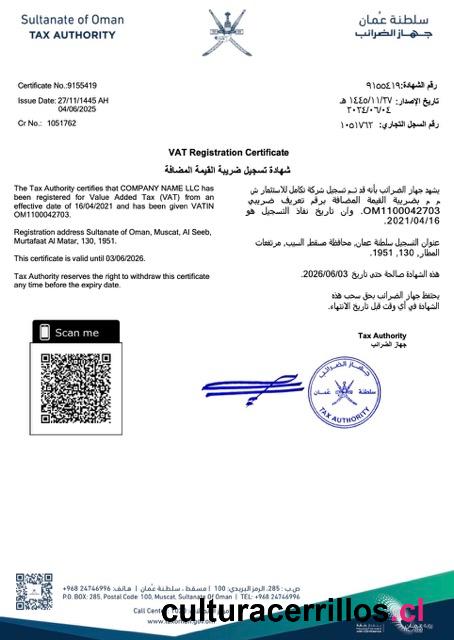 Sultanate of Oman
TAX AUTHORITY
سلطنة عُمان
جهاز الضرائب
Certificate No.:9155419
Issue Date: 27/11/1445 AH
04/06/2025
Cr No.: 1051762
رقم الشهادة:٩١٥٥٤١٩
تاريخ الإصدار: ١٤٤٥/١١/٢٧ هـ
٢٠٢٤/٠٦/٠٤
رقم السجل التجاري: ١٠٥١٧٦٢
VAT Registration Certificate
شهادة تسجيل ضريبة القيمة المضافة
The Tax Authority certifies that COMPANY NAME LLC has
been registered for Value Added Tax (VAT) from an
effective date of 16/04/2021 and has been given VATIN
OM1100042703.
Registration address Sultanate of Oman, Muscat, Al Seeb,
Murtafaat Al Matar, 130, 1951.
This certificate is valid until 03/06/2026.
Tax Authority reserves the right to withdraw this certificate
any time before the expiry date.
يشهد جهاز الضرائب بأنه قد تم تسجيل شركة تكامل للاستثمار ش
م م بضريبة القيمة المضافة برقم تعريف ضريبي
OM1100042703. وان تاريخ نفاذ التسجيل هو
2021/04/16.
عنوان التسجيل سلطنة عمان, محافظة مسقط, السيب, مرتفعات
المطار, 130, 1951.
هذه الشهادة صالحة حتى تاريخ 2026/06/03.
يحتفظ جهاز الضرائب بحق سحب هذه
الشهادة في أي وقت قبل تاريخ الانتهاء.
Tax Authority
جهاز الضرائب
Scan me
جهاز الضرائب
سلطنة عُمان
TAX AUTHORITY
ص.ب: 285، الرمز البريدي: 100 | مسقط - سلطنة عُمان | هاتف: 24746996 968+
P.O. BOX: 285, Postal Code: 100, Muscat, Sultanate Of Oman | TEL: +968 24746996
Call Center:
www.taxoman.gov.om
culturacerrillos.cl